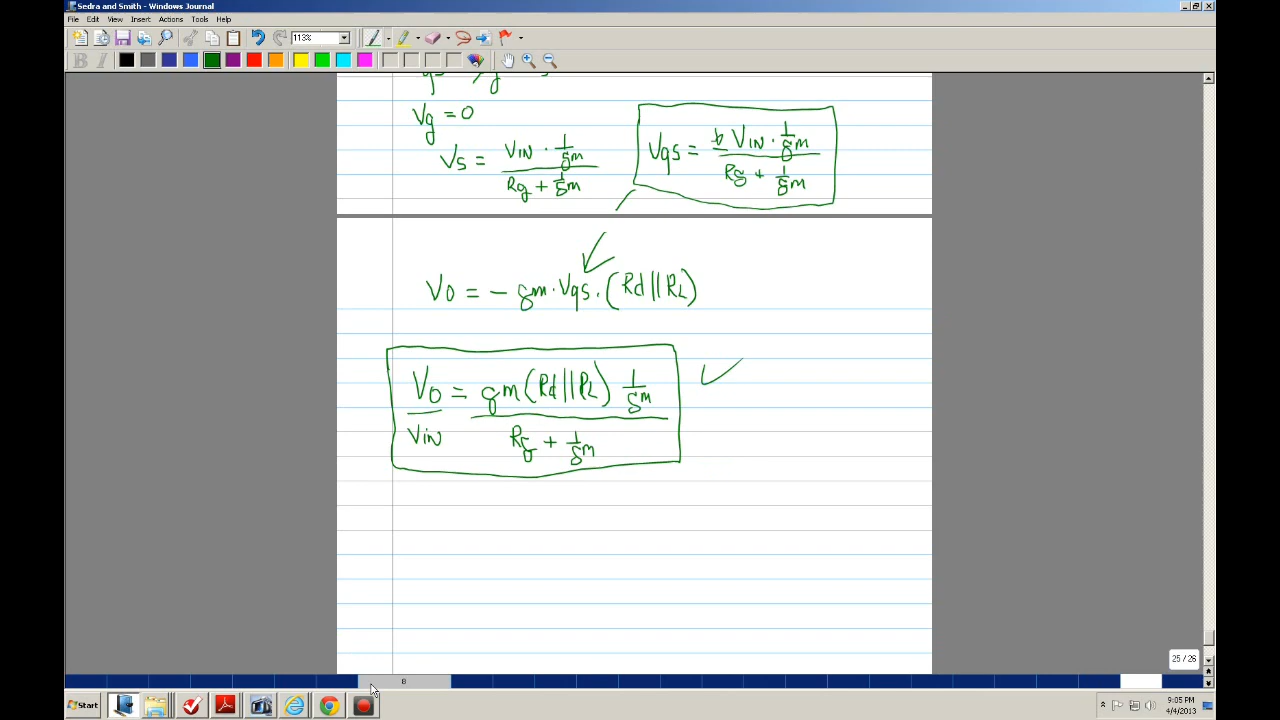 Sedra and Smith - Windows Journal
File Edit View Insert Actions Tools Help
113%
Vg = 0
Vs = VIN · 1/gm / Rg + 1/gm
Vgs = - VIN · 1/gm / Rg + 1/gm
Vo = - gm · Vgs · (Rd || RL)
Vo / Vin = gm (Rd || RL) 1/gm / Rg + 1/gm
25 / 26
8
Start
9:05 PM
4/4/2013